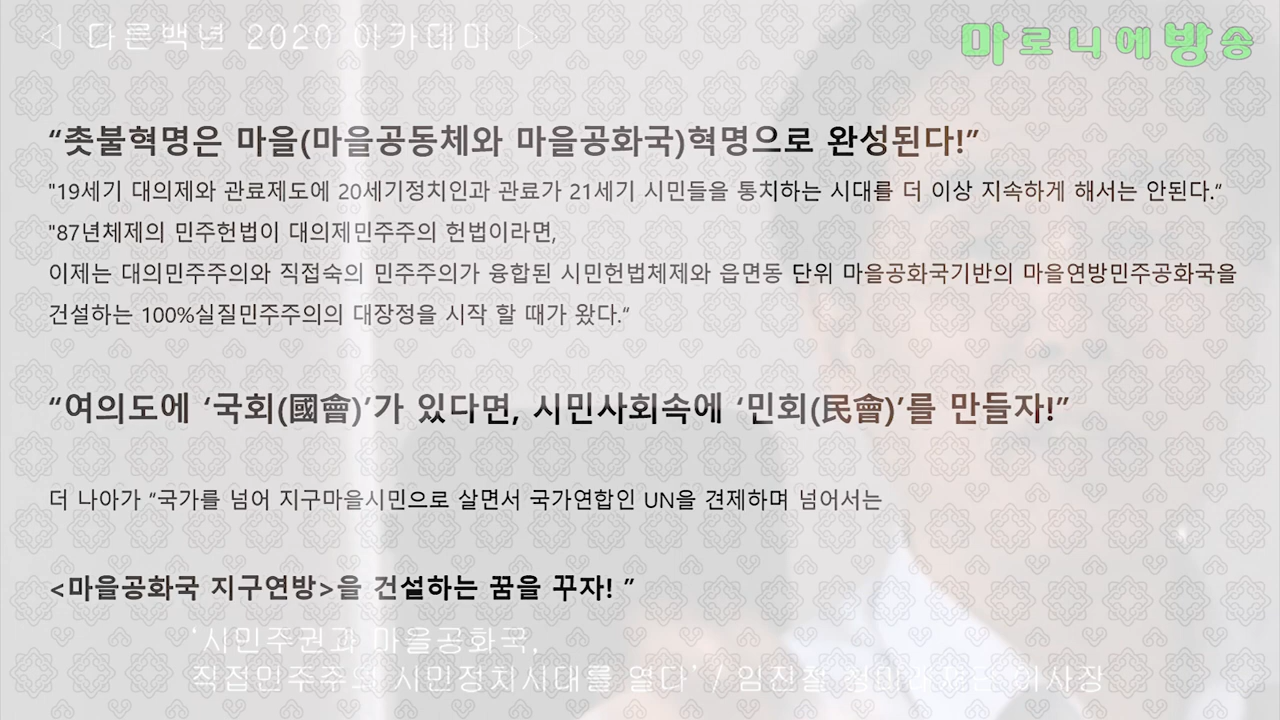 ◁ 다른백년 2020 아카데미 ▷
마로니에방송
“촛불혁명은 마을(마을공동체와 마을공화국)혁명으로 완성된다!”
"19세기 대의제와 관료제도에 20세기정치인과 관료가 21세기 시민들을 통치하는 시대를 더 이상 지속하게 해서는 안된다.“
"87년체제의 민주헌법이 대의제민주주의 헌법이라면,
이제는 대의민주주의와 직접숙의 민주주의가 융합된 시민헌법체제와 읍면동 단위 마을공화국기반의 마을연방민주공화국을
건설하는 100%실질민주주의의 대장정을 시작 할 때가 왔다.“
“여의도에 ‘국회(國會)’가 있다면, 시민사회속에 ‘민회(民會)’를 만들자!”
더 나아가 “국가를 넘어 지구마을시민으로 살면서 국가연합인 UN을 견제하며 넘어서는
<마을공화국 지구연방>을 건설하는 꿈을 꾸자! ”
‘시민주권과 마을공화국,
직접민주주의 시민정치시대를 열다’ / 임진철 이사장